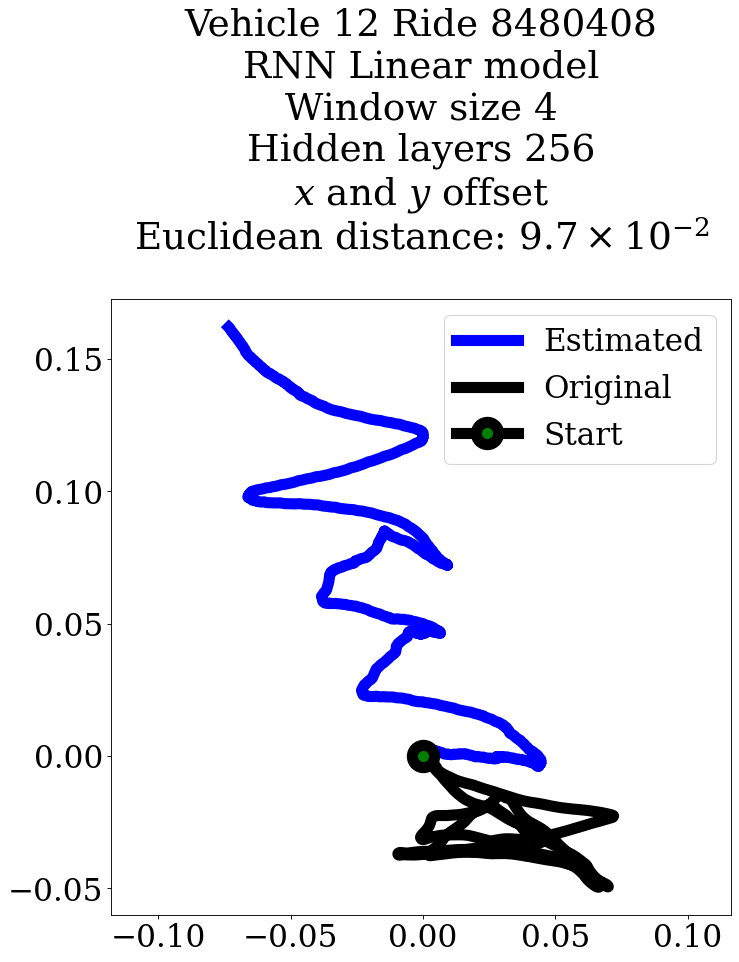 Vehicle 12 Ride 8480408
RNN Linear model
Window size 4
Hidden layers 256
x and y offset
Euclidean distance: 9.7 × 10⁻²
Estimated
Original
Start
0.15
0.10
0.05
0.00
−0.05
−0.10 −0.05 0.00 0.05 0.10